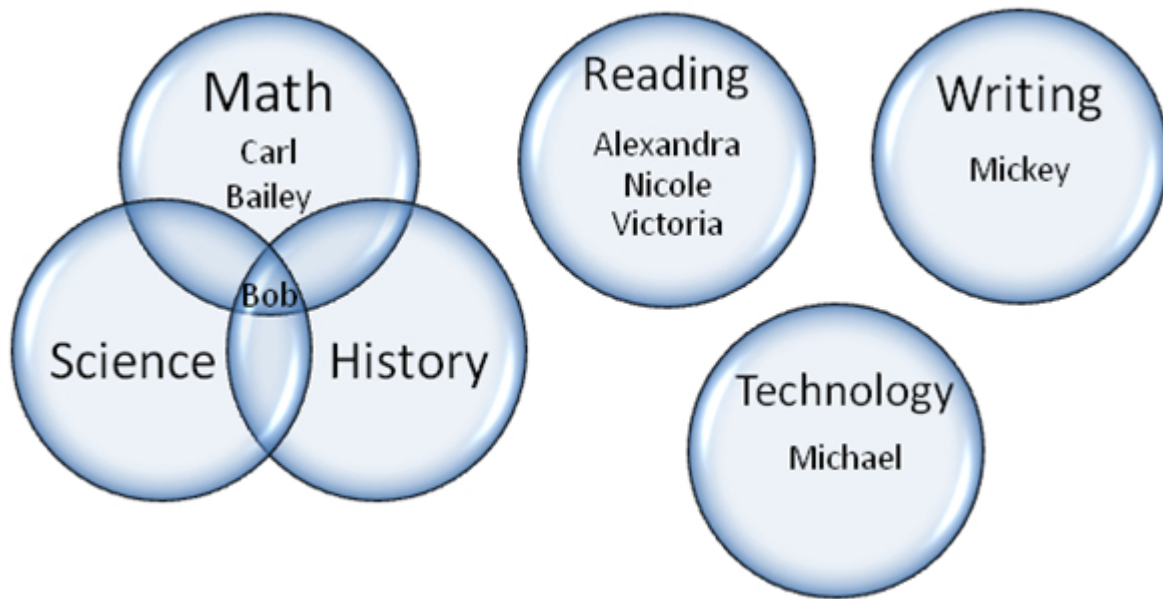 Math
Carl
Bailey
Bob
Science
History
Reading
Alexandra
Nicole
Victoria
Writing
Mickey
Technology
Michael